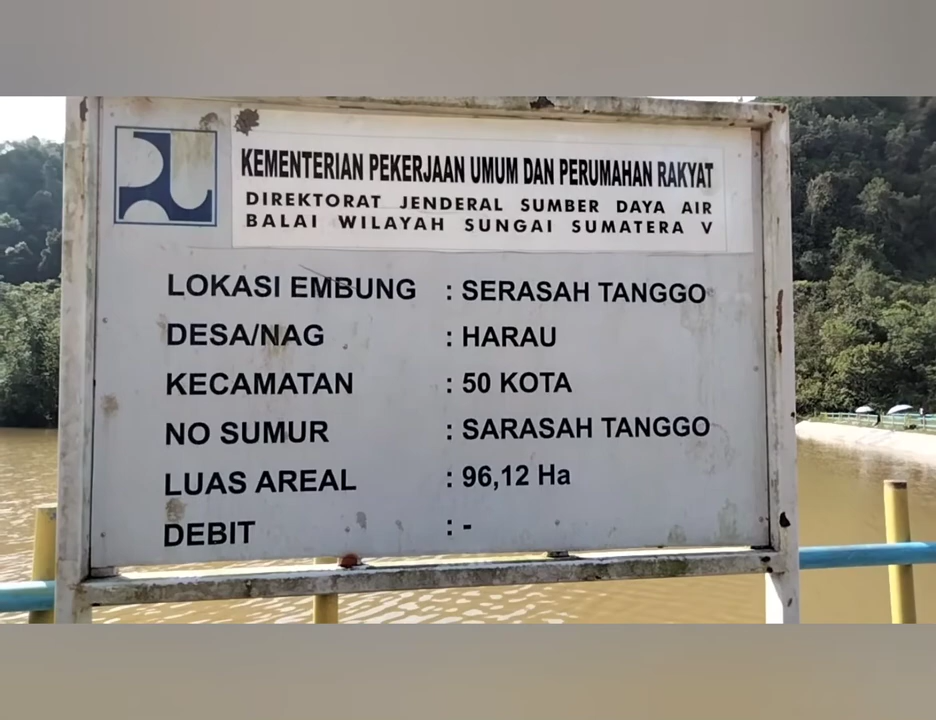 KEMENTERIAN PEKERJAAN UMUM DAN PERUMAHAN RAKYAT
DIREKTORAT JENDERAL SUMBER DAYA AIR
BALAI WILAYAH SUNGAI SUMATERA V
LOKASI EMBUNG : SERASAH TANGGO
DESA/NAG : HARAU
KECAMATAN : 50 KOTA
NO SUMUR : SARASAH TANGGO
LUAS AREAL : 96,12 Ha
DEBIT : -